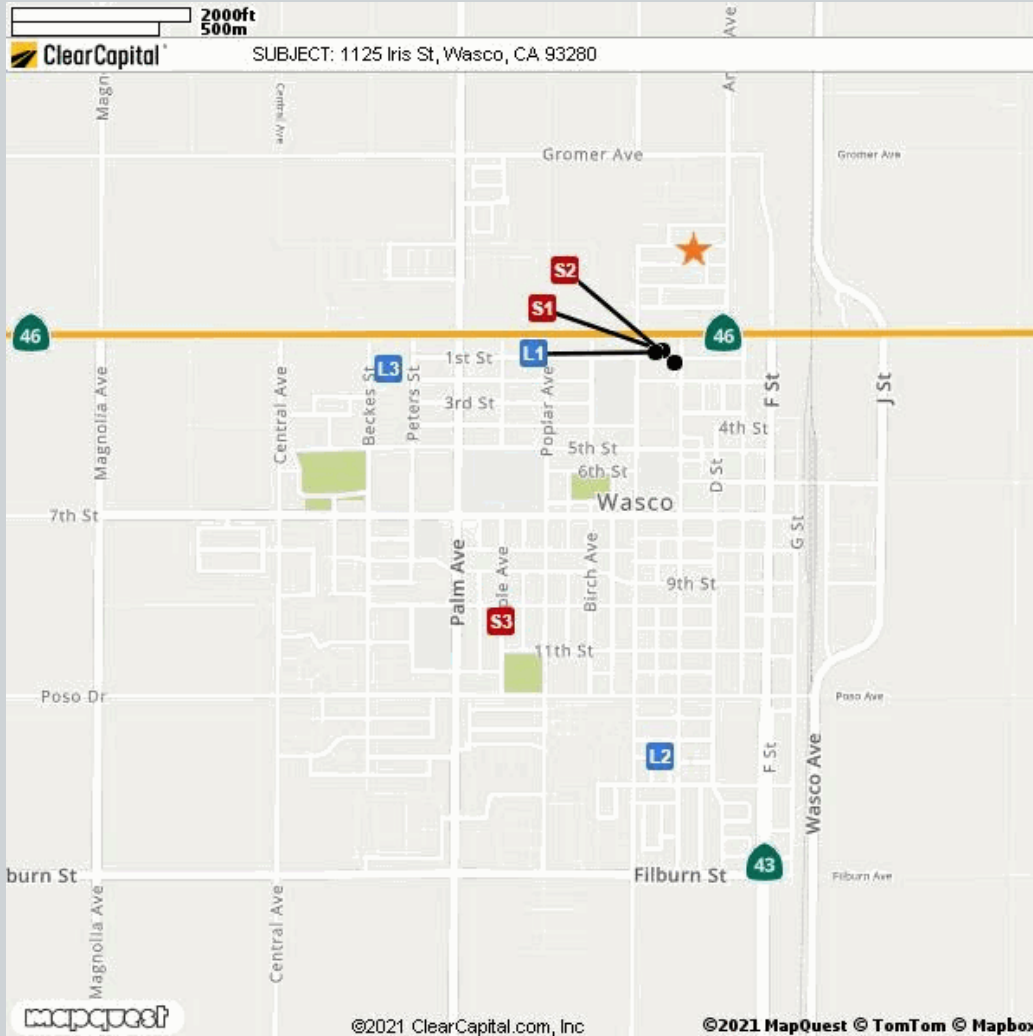 2000ft
500m
ClearCapital
SUBJECT: 1125 Iris St, Wasco, CA 93280
Central Ave
Gromer Ave
Gromer Ave
S2
S1
46
46
L1
L3
1st St
Magnolia Ave
Central Ave
Beckes St
Peters St
Poplar Ave
F St
J St
3rd St
4th St
5th St
6th St
D St
Wasco
7th St
G St
Palm Ave
Birch Ave
9th St
S3
11th St
Poso Dr
Poso Ave
L2
F St
Wasco Ave
43
burn St
Filburn St
Filburn Ave
Magnolia Ave
Central Ave
mapquest
©2021 ClearCapital.com, Inc
©2021 MapQuest © TomTom © Mapbox